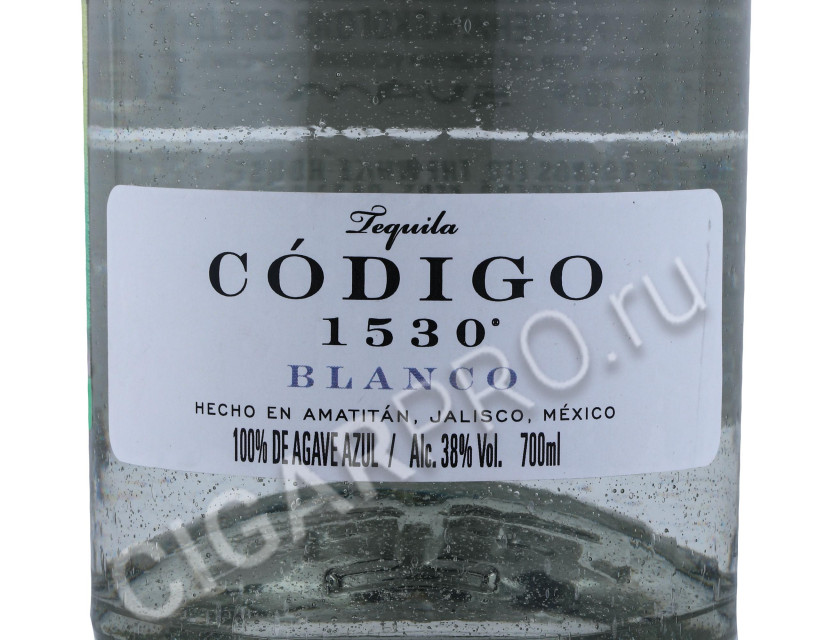 Tequila
CÓDIGO
1530®
BLANCO
HECHO EN AMATITÁN, JALISCO, MÉXICO
100% DE AGAVE AZUL / Alc. 38% Vol. 700ml
CIGARPRO.ru